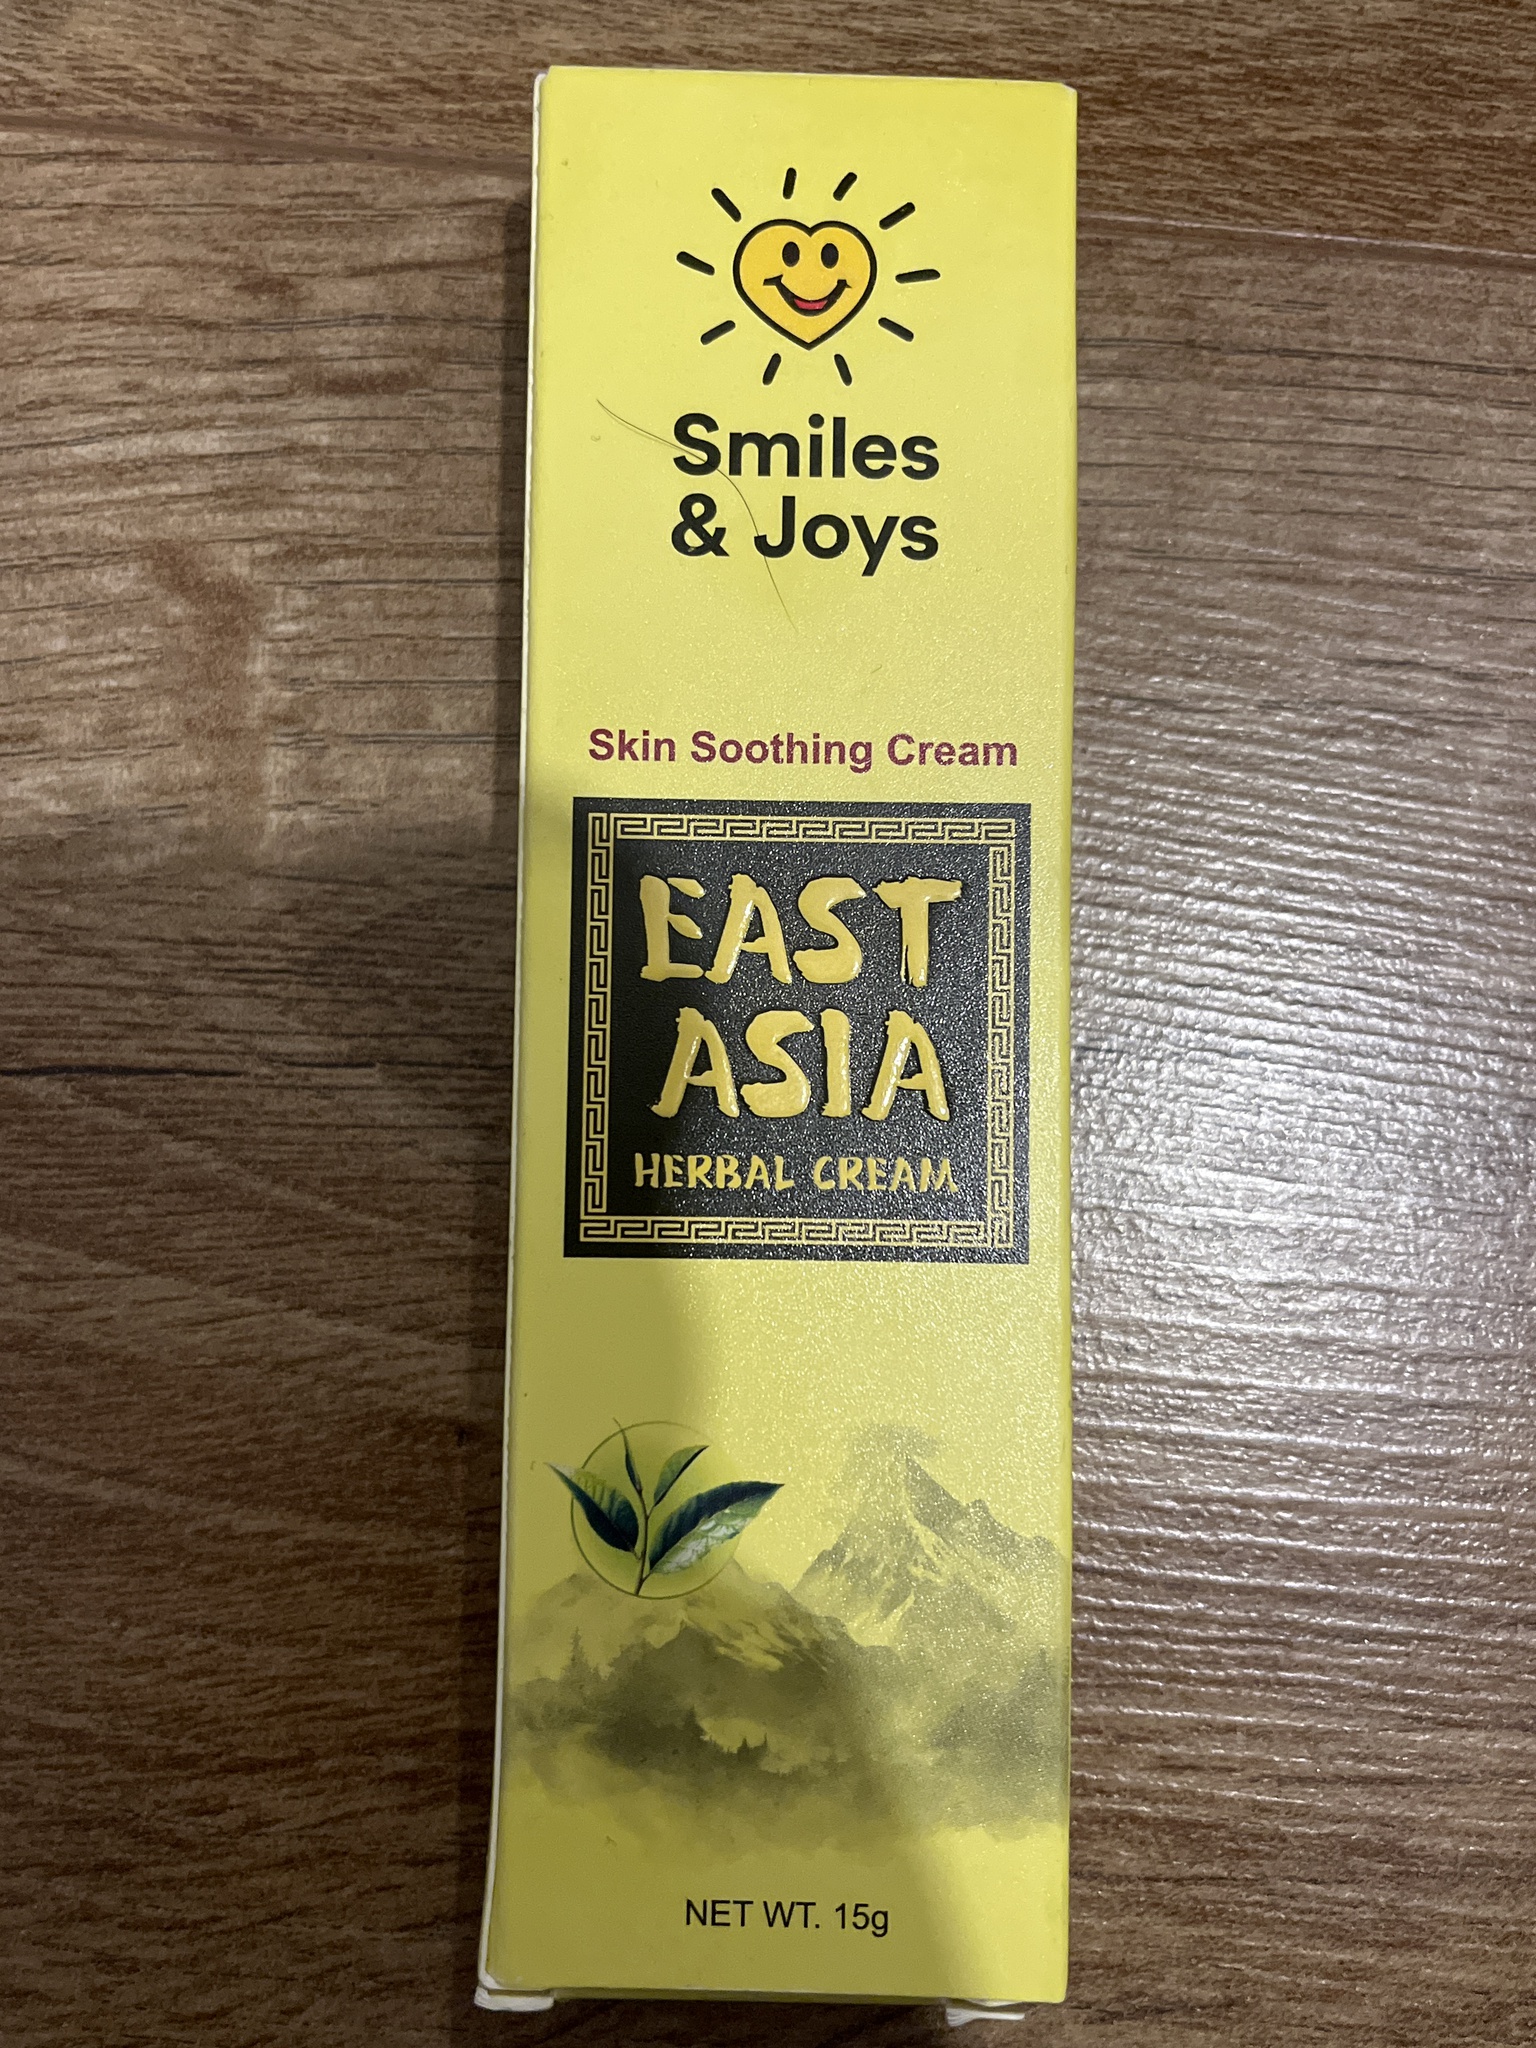 Smiles
& Joys
Skin Soothing Cream
EAST
ASIA
HERBAL CREAM
NET WT. 15g